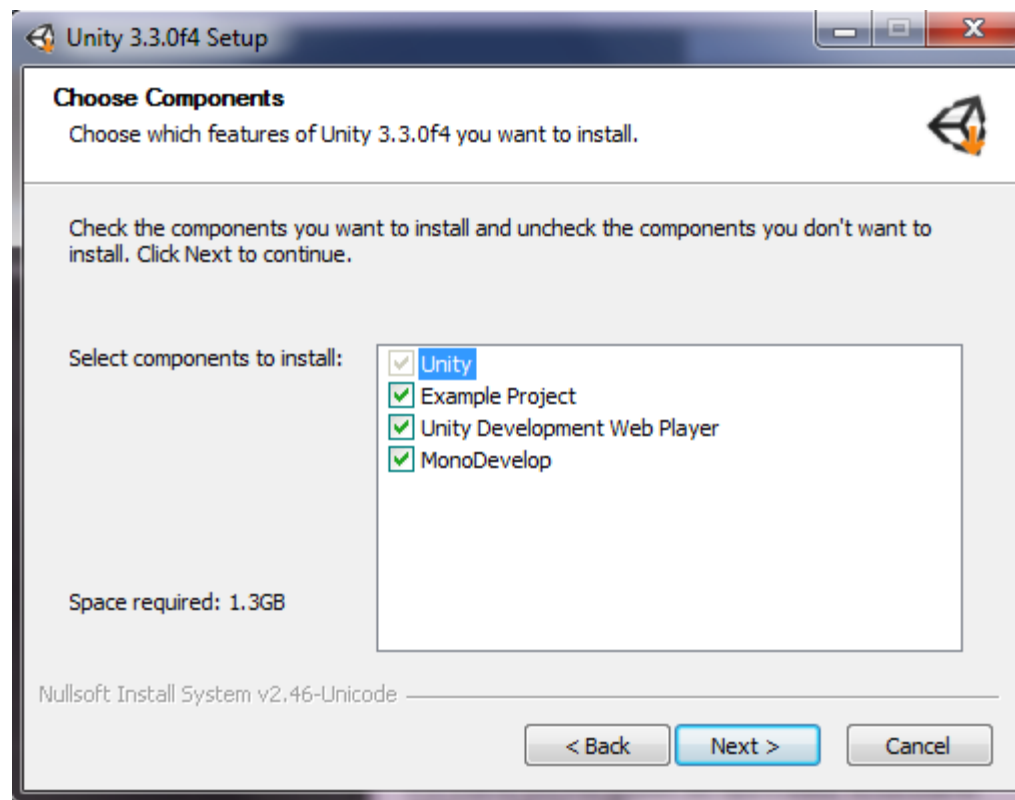 Unity 3.3.0f4 Setup
Choose Components
Choose which features of Unity 3.3.0f4 you want to install.
Check the components you want to install and uncheck the components you don't want to
install. Click Next to continue.
Select components to install:
Unity
Example Project
Unity Development Web Player
MonoDevelop
Space required: 1.3GB
Nullsoft Install System v2.46-Unicode
< Back
Next >
Cancel